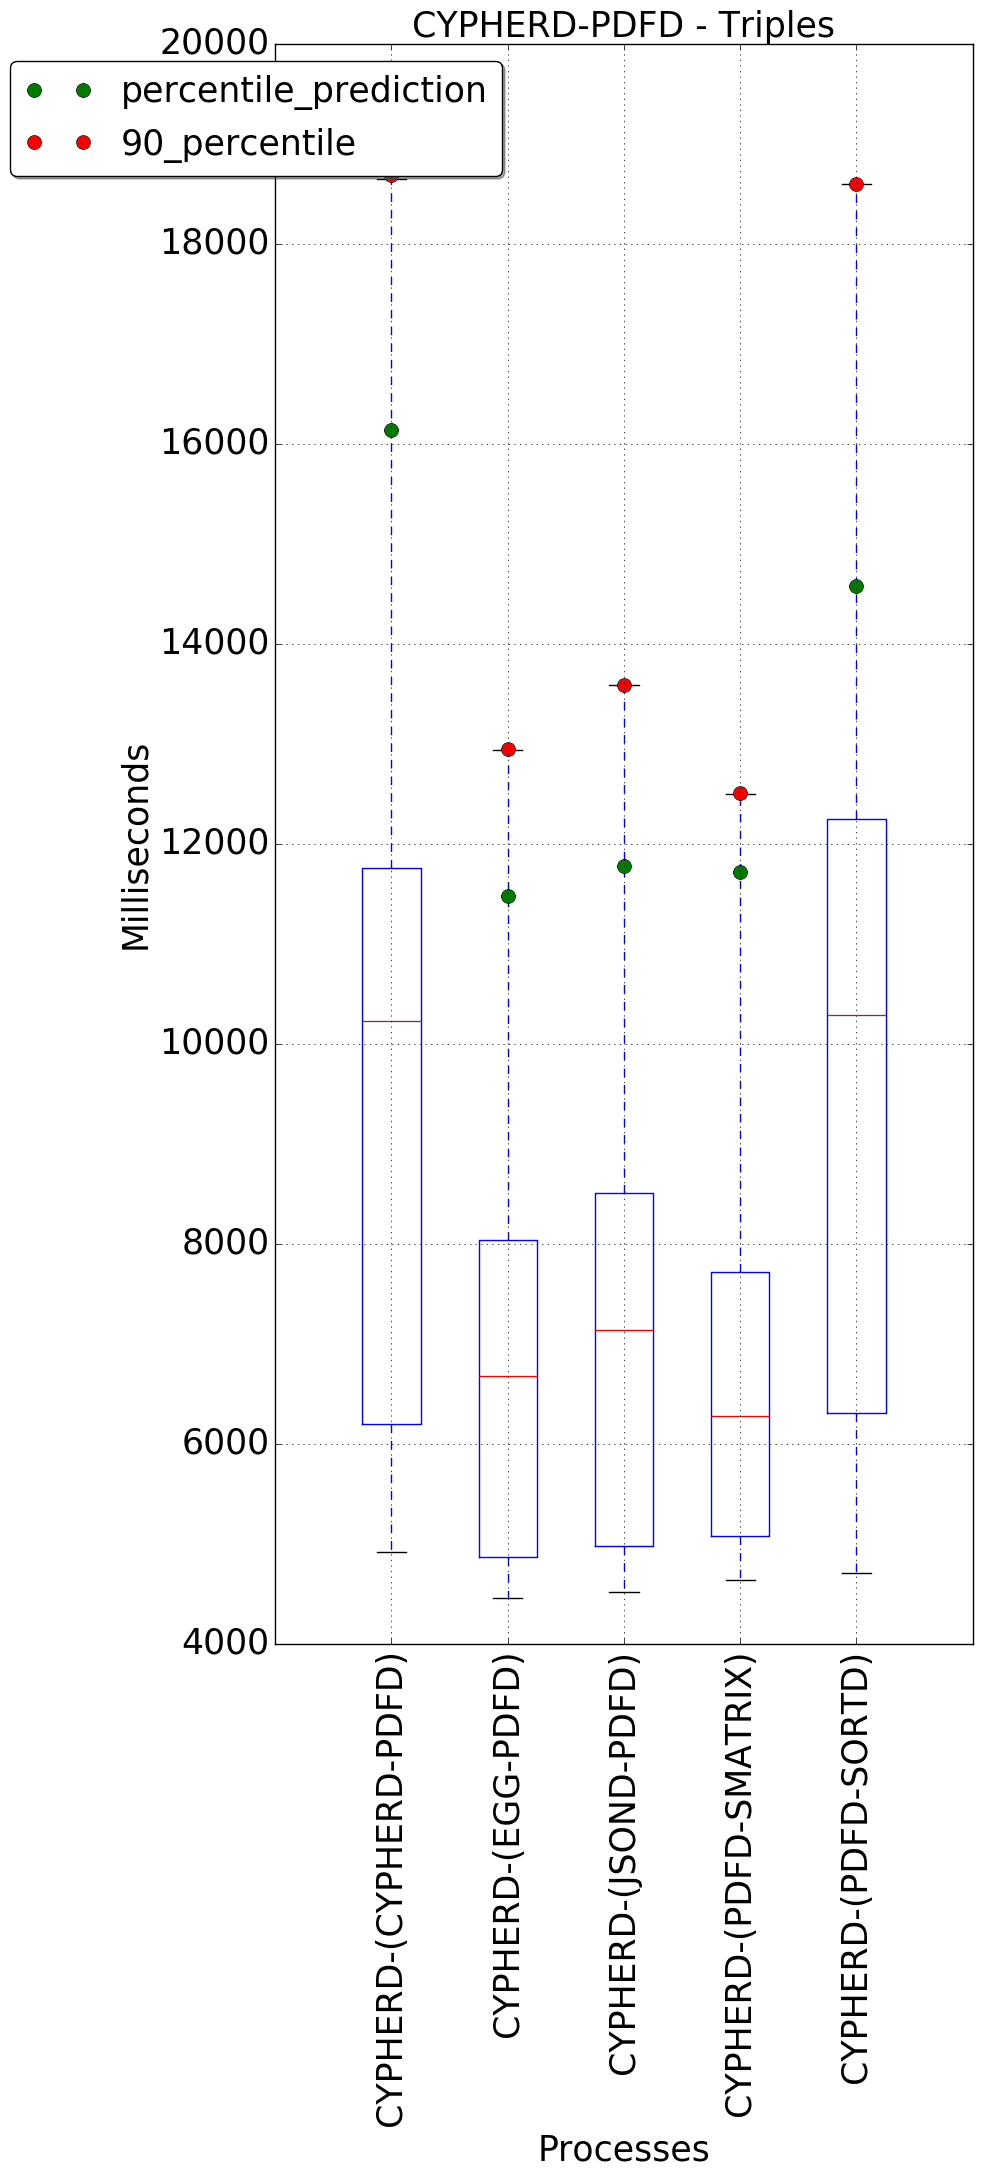 CYPHERD-PDFD - Triples
percentile_prediction
90_percentile
20000
18000
16000
14000
12000
10000
8000
6000
4000
Milliseconds
CYPHERD-(CYPHERD-PDFD)
CYPHERD-(EGG-PDFD)
CYPHERD-(JSOND-PDFD)
CYPHERD-(PDFD-SMATRIX)
CYPHERD-(PDFD-SORTD)
Processes